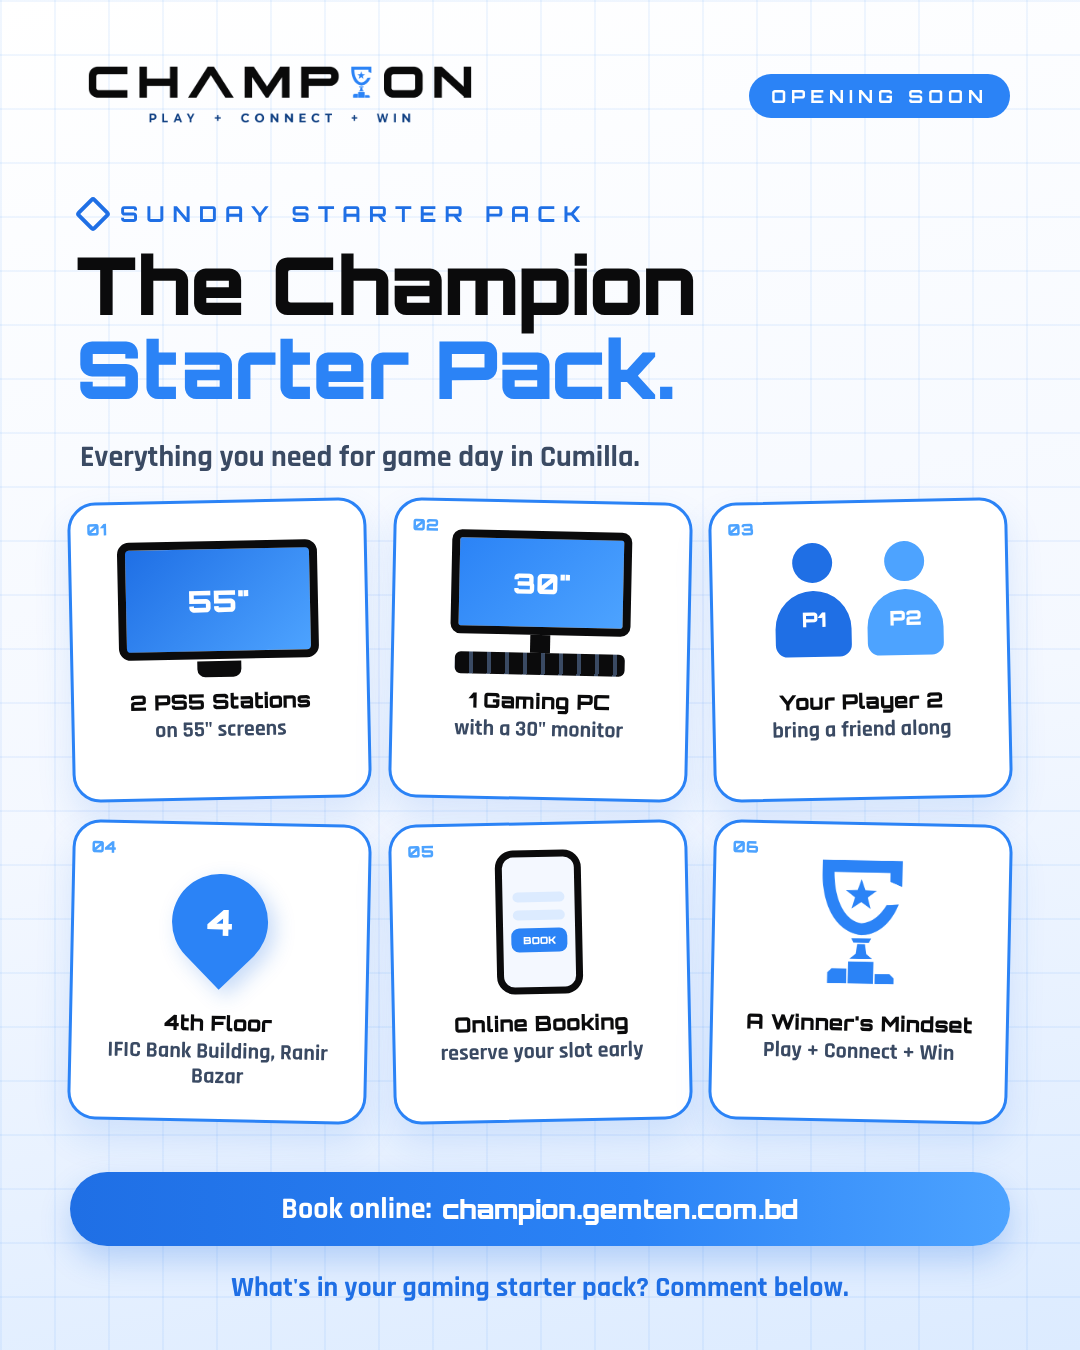 CHAMPION
PLAY + CONNECT + WIN
OPENING SOON
SUNDAY STARTER PACK
The Champion
Starter Pack.
Everything you need for game day in Cumilla.
01
55"
2 PS5 Stations
on 55" screens
02
30"
1 Gaming PC
with a 30" monitor
03
P1
P2
Your Player 2
bring a friend along
04
4
4th Floor
IFIC Bank Building, Ranir
Bazar
05
BOOK
Online Booking
reserve your slot early
06
A Winner's Mindset
Play + Connect + Win
Book online: champion.gemten.com.bd
What's in your gaming starter pack? Comment below.